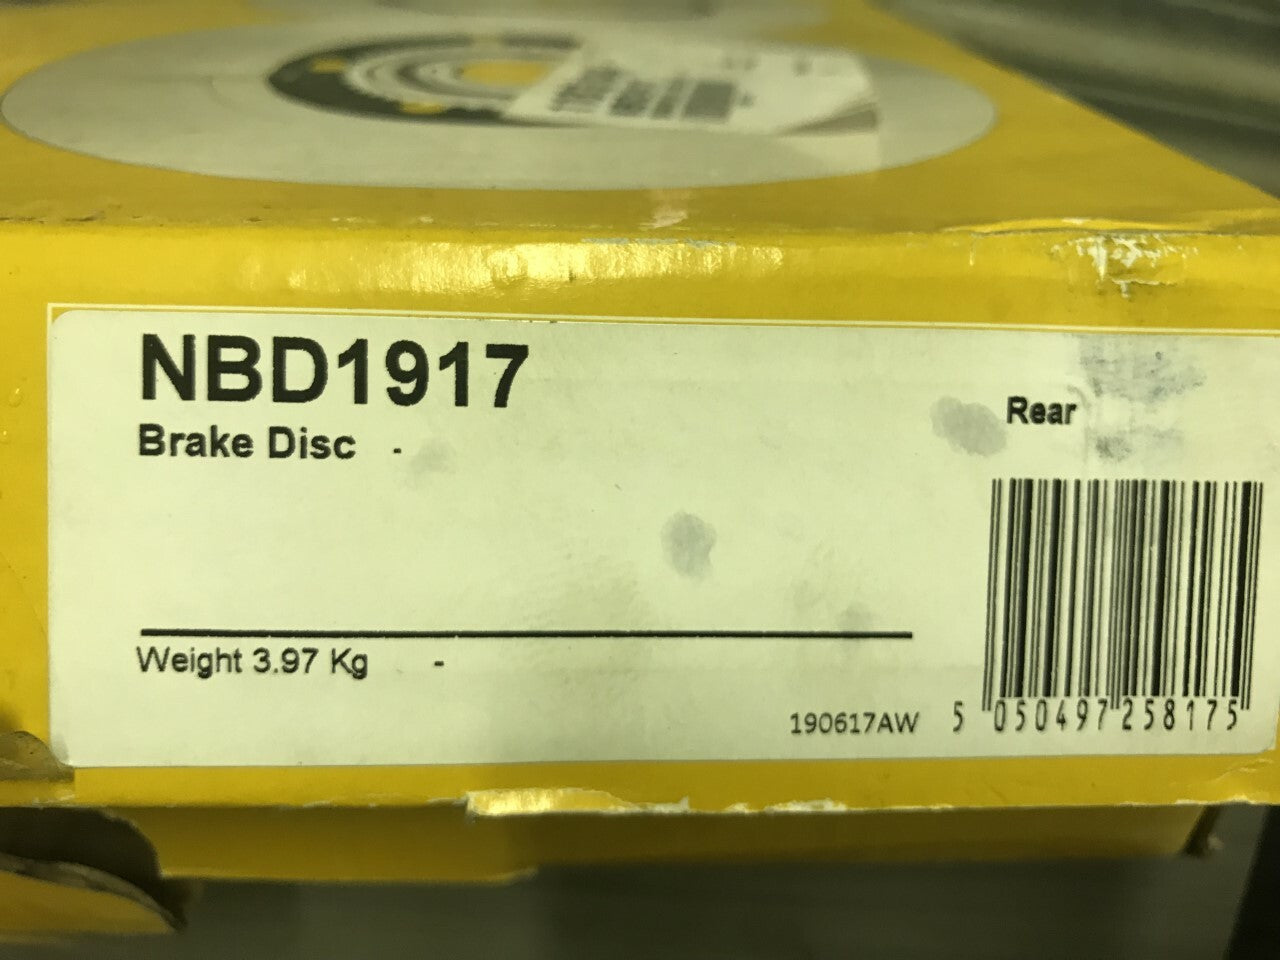 NBD1917
Brake Disc -
Rear
Weight 3.97 Kg -
190617AW
5 050497 258175